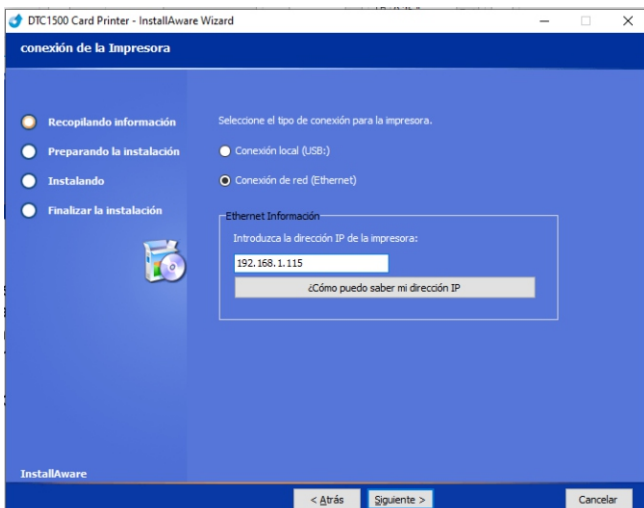 DTC1500 Card Printer - InstallAware Wizard
conexión de la Impresora
Recopilando información
Preparando la instalación
Instalando
Finalizar la instalación
Seleccione el tipo de conexión para la impresora.
Conexión local (USB:)
Conexión de red (Ethernet)
Ethernet Información
Introduzca la dirección IP de la impresora:
192.168.1.115
¿Cómo puedo saber mi dirección IP
InstallAware
< Atrás
Siguiente >
Cancelar